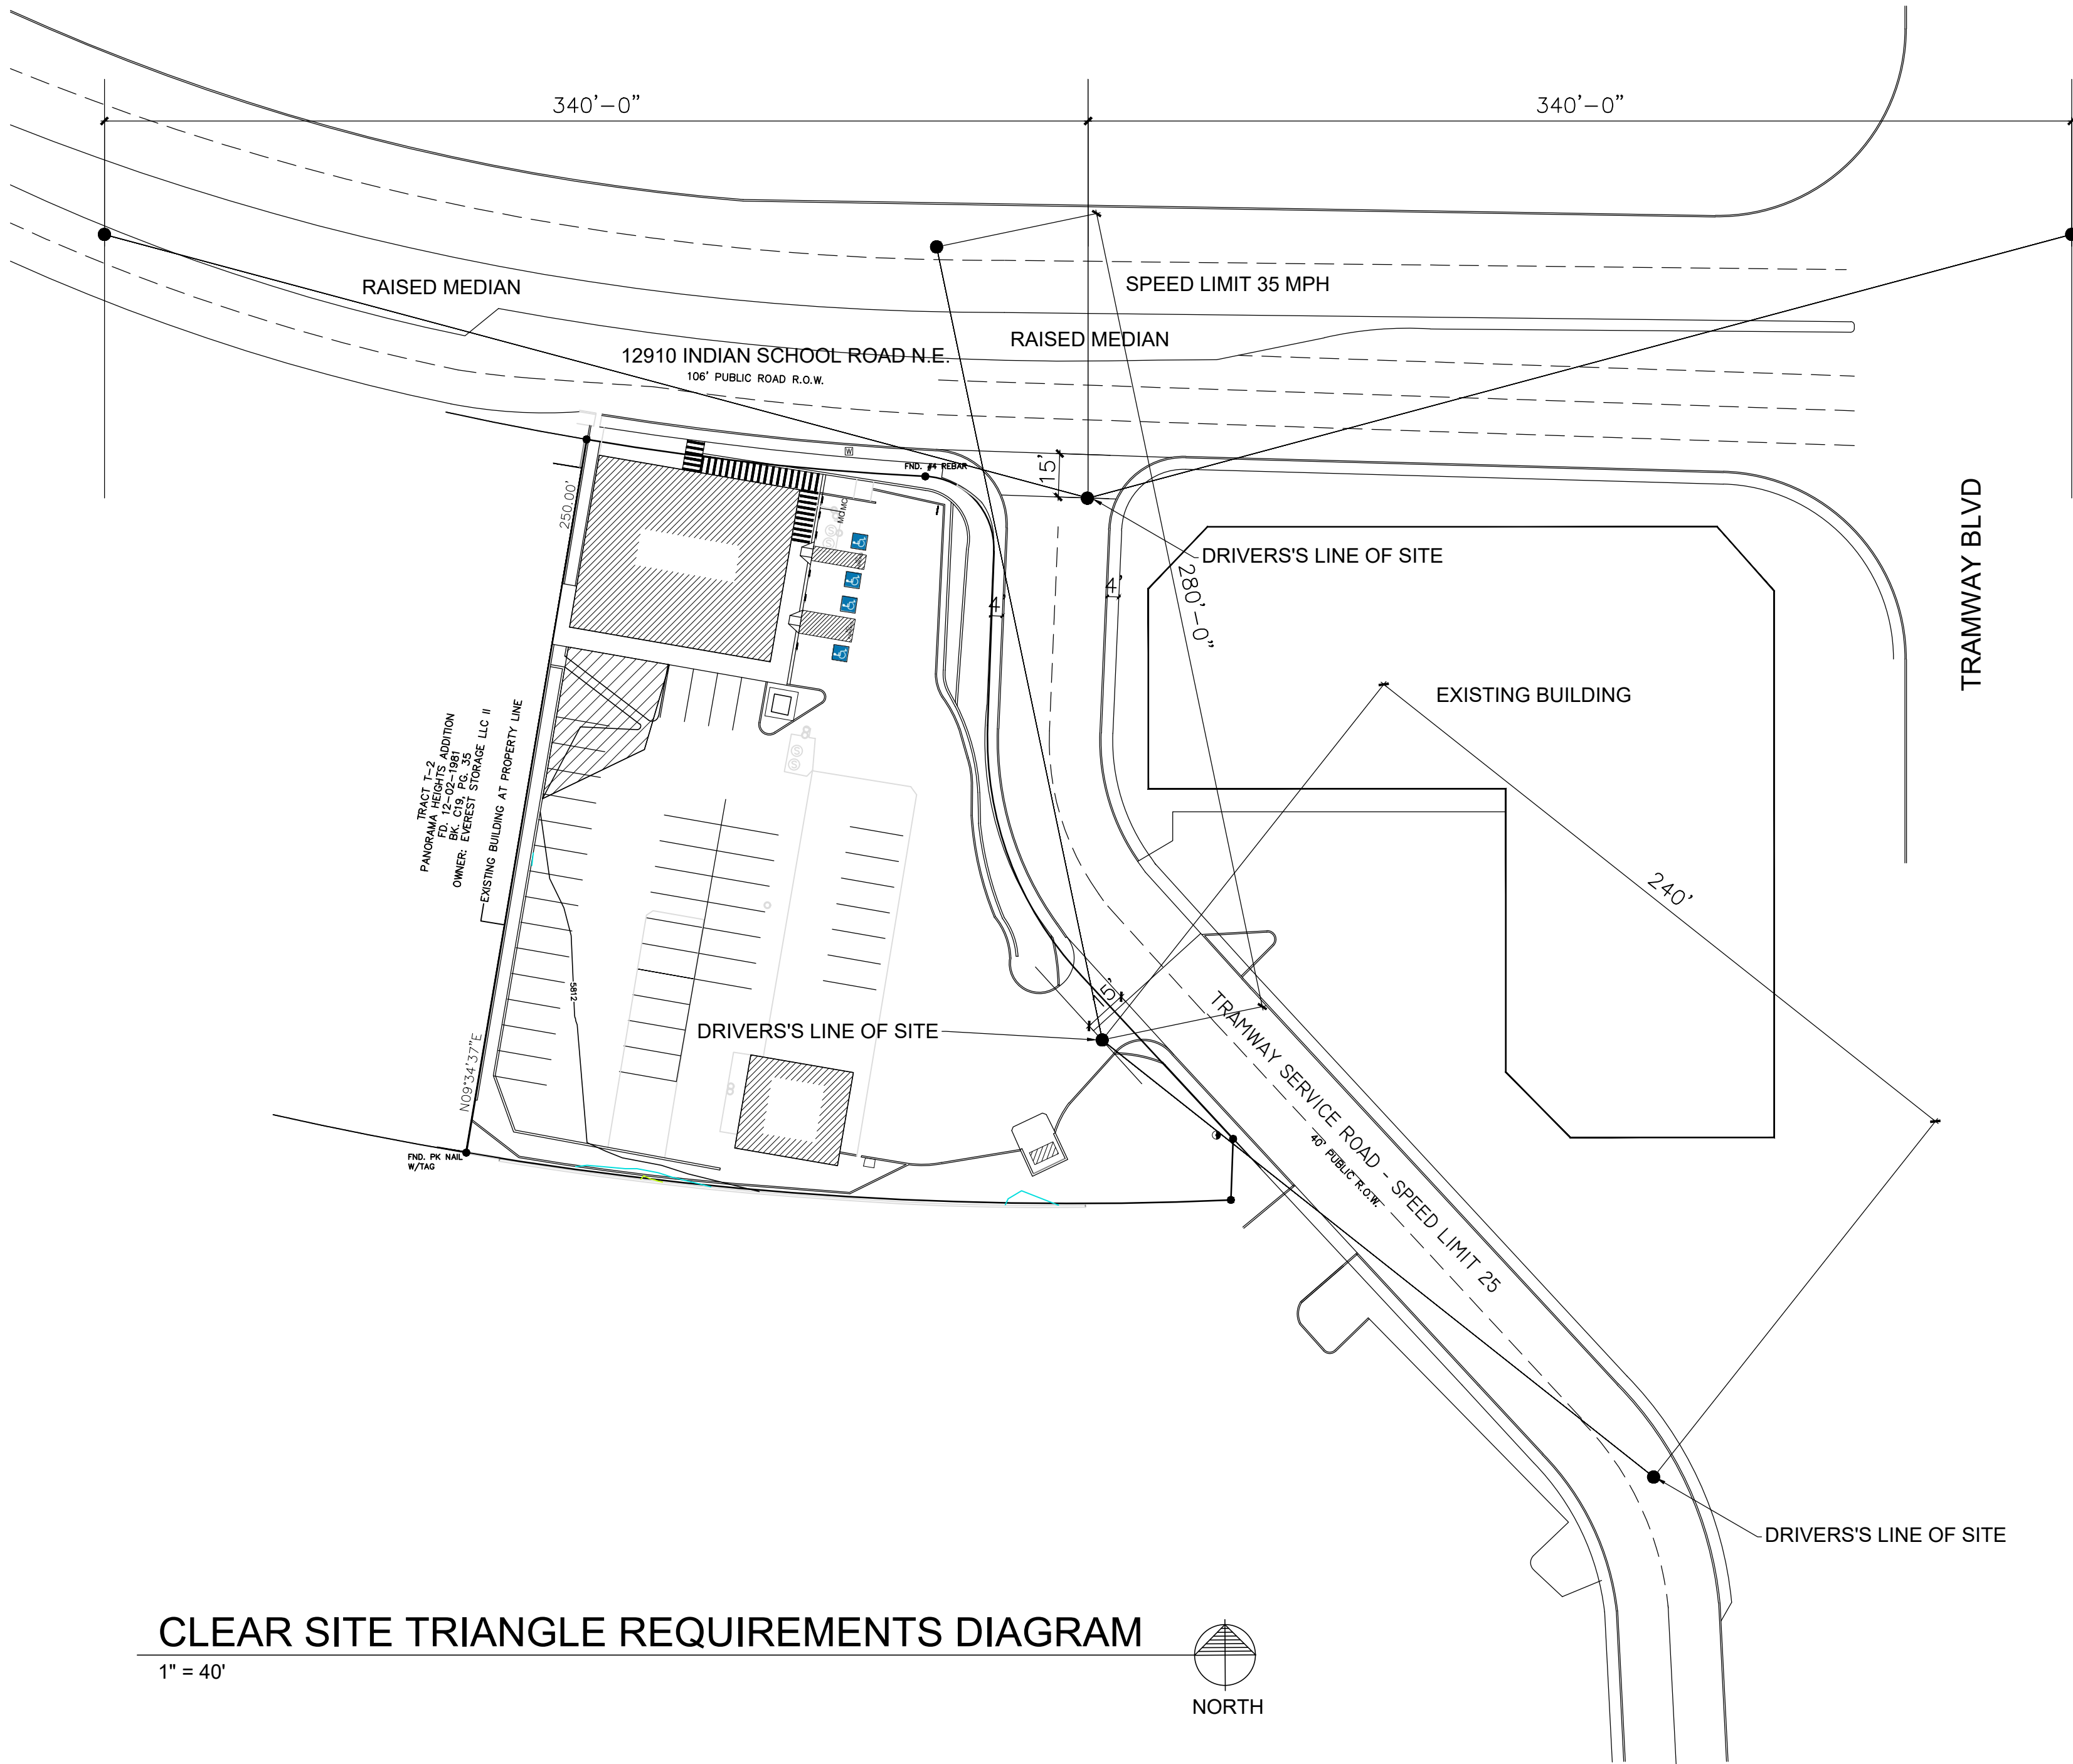 340'-0"
340'-0"
RAISED MEDIAN
SPEED LIMIT 35 MPH
RAISED MEDIAN
12910 INDIAN SCHOOL ROAD N.E.
106' PUBLIC ROAD R.O.W.
W
FND. #4 REBAR
15'
250.00'
MC
MC
DRIVERS'S LINE OF SITE
4'
4'
280'-0"
TRAMWAY BLVD
EXISTING BUILDING
TRACT T-2
PANORAMA HEIGHTS ADDITION
FD. 12-02-1981
BK. C19, PG. 35
OWNER: EVEREST STORAGE LLC II
EXISTING BUILDING AT PROPERTY LINE
S
S
240'
5812
15'
DRIVERS'S LINE OF SITE
N09°34'37"E
TRAMWAY SERVICE ROAD - SPEED LIMIT 25
40' PUBLIC R.O.W.
FND. PK NAIL
W/TAG
DRIVERS'S LINE OF SITE
CLEAR SITE TRIANGLE REQUIREMENTS DIAGRAM
1" = 40'
NORTH